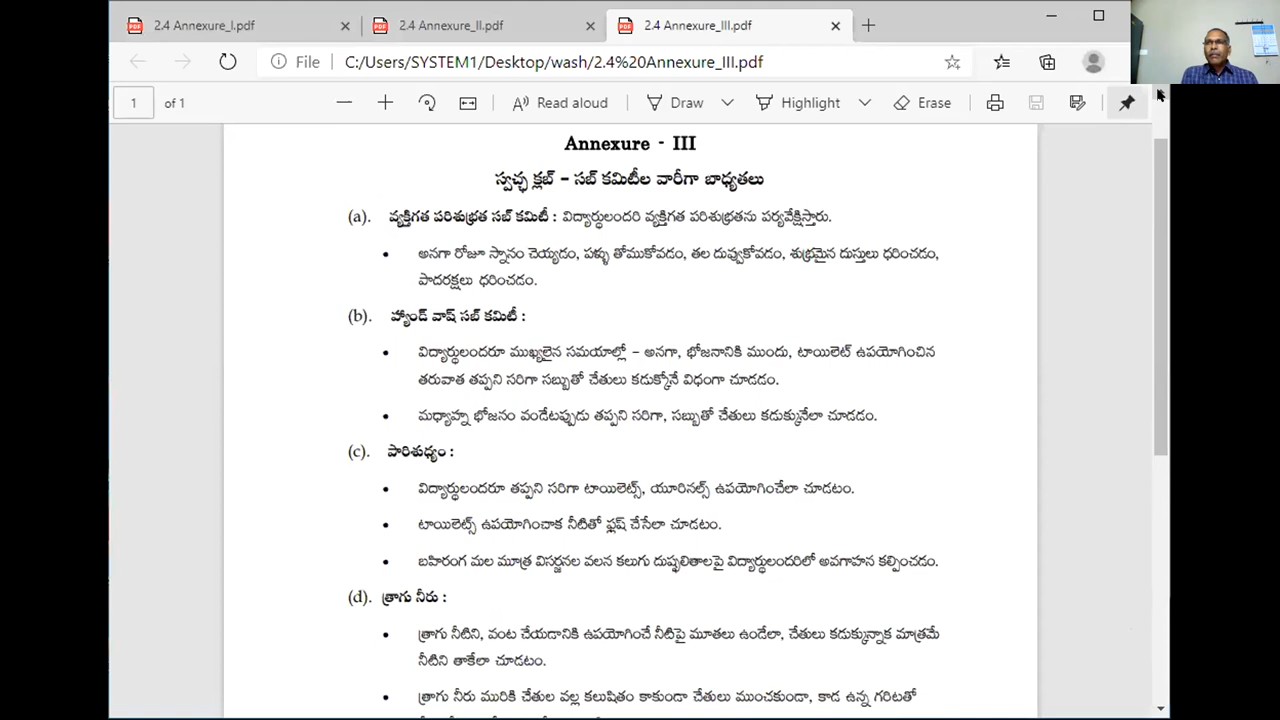 2.4 Annexure_I.pdf
2.4 Annexure_II.pdf
2.4 Annexure_III.pdf
File
C:/Users/SYSTEM1/Desktop/wash/2.4%20Annexure_III.pdf
1 of 1
Read aloud
Draw
Highlight
Erase
Annexure - III
స్వచ్ఛ క్లబ్ – సబ్ కమిటీల వారీగా బాధ్యతలు
(a). వ్యక్తిగత పరిశుభ్రత సబ్ కమిటీ : విద్యార్థులందరి వ్యక్తిగత పరిశుభ్రతను పర్యవేక్షిస్తారు.
• అనగా రోజూ స్నానం చెయ్యడం, పళ్ళు తోముకోవడం, తల దువ్వుకోవడం, శుభ్రమైన దుస్తులు ధరించడం,
పాదరక్షలు ధరించడం.
(b). హ్యాండ్ వాష్ సబ్ కమిటీ :
• విద్యార్థులందరూ ముఖ్యలైన సమయాల్లో – అనగా, భోజనానికి ముందు, టాయిలెట్ ఉపయోగించిన
తరువాత తప్పని సరిగా సబ్బుతో చేతులు కడుక్కోనే విధంగా చూడడం.
• మధ్యాహ్న భోజనం వండేటప్పుడు తప్పని సరిగా, సబ్బుతో చేతులు కడుక్కునేలా చూడడం.
(c). పారిశుధ్యం :
• విద్యార్థులందరూ తప్పని సరిగా టాయిలెట్స్, యూరినల్స్ ఉపయోగించేలా చూడటం.
• టాయిలెట్స్ ఉపయోగించాక నీటితో ఫ్లష్ చేసేలా చూడటం.
• బహిరంగ మల మూత్ర విసర్జనల వలన కలుగు దుష్ఫలితాలపై విద్యార్థులందరిలో అవగాహన కల్పించడం.
(d). త్రాగు నీరు :
• త్రాగు నీటిని, వంట చేయడానికి ఉపయోగించే నీటిపై మూతలు ఉండేలా, చేతులు కడుక్కున్నాక మాత్రమే
నీటిని తాకేలా చూడటం.
• త్రాగు నీరు మురికి చేతుల వల్ల కలుషితం కాకుండా చేతులు ముంచకుండా, కాడ ఉన్న గరిటతో